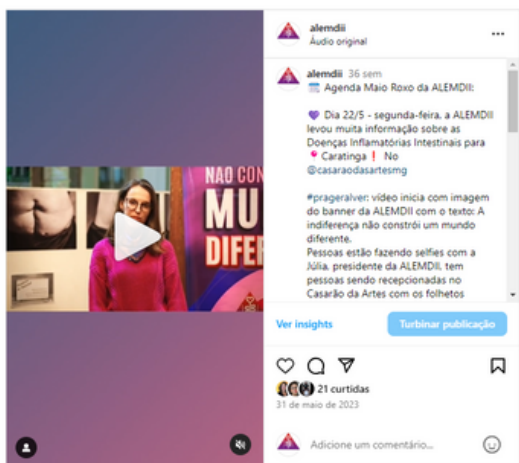 alemdii
Áudio original
alemdii 36 sem
Agenda Maio Roxo da ALEMDII:
Dia 22/5 - segunda-feira, a ALEMDII
levou muita informação sobre as
Doenças Inflamatórias Intestinais para
Caratinga ❗ No
@casaraodasartesmg
#prageralver: vídeo inicia com imagem
do banner da ALEMDII com o texto: A
indiferença não constrói um mundo
diferente.
Pessoas estão fazendo selfies com a
Júlia, presidente da ALEMDII, tem
pessoas sendo recepcionadas no
Casarão da Artes com os folhetos
NÃO CON
MU
DIFE
Ver insights
Turbinar publicação
21 curtidas
31 de maio de 2023
Adicione um comentário...